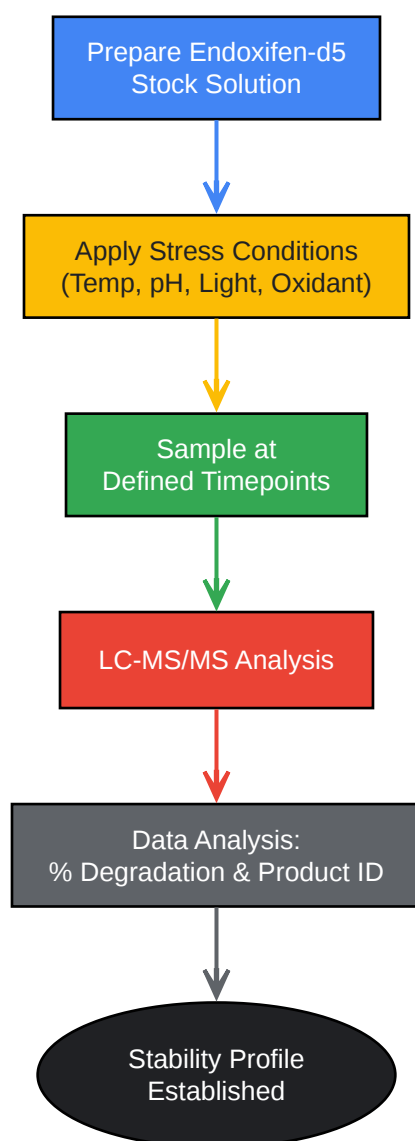 Prepare Endoxifen-d5
Stock Solution
Apply Stress Conditions
(Temp, pH, Light, Oxidant)
Sample at
Defined Timepoints
LC-MS/MS Analysis
Data Analysis:
% Degradation & Product ID
Stability Profile
Established